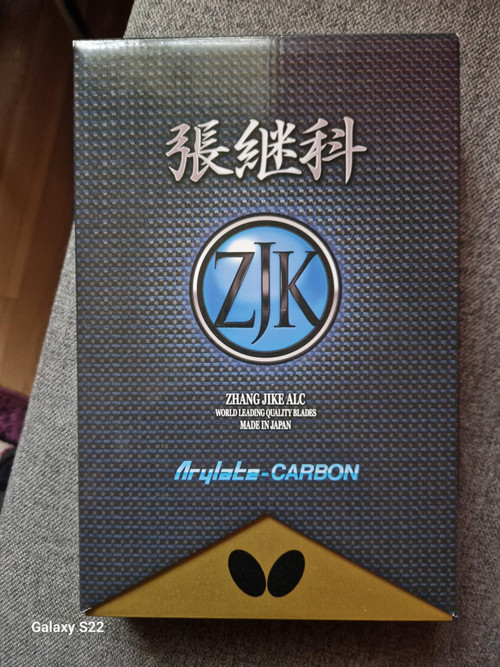 張継科
ZJK
ZHANG JIKE ALC
WORLD LEADING QUALITY BLADES
MADE IN JAPAN
Arylate-CARBON
Galaxy S22